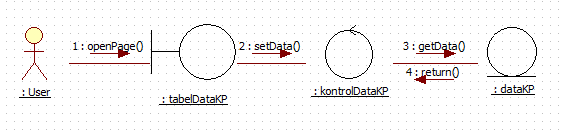 1 : openPage()
2 : setData()
3 : getData()
4 : return()
: User
: tabelDataKP
: kontrolDataKP
: dataKP